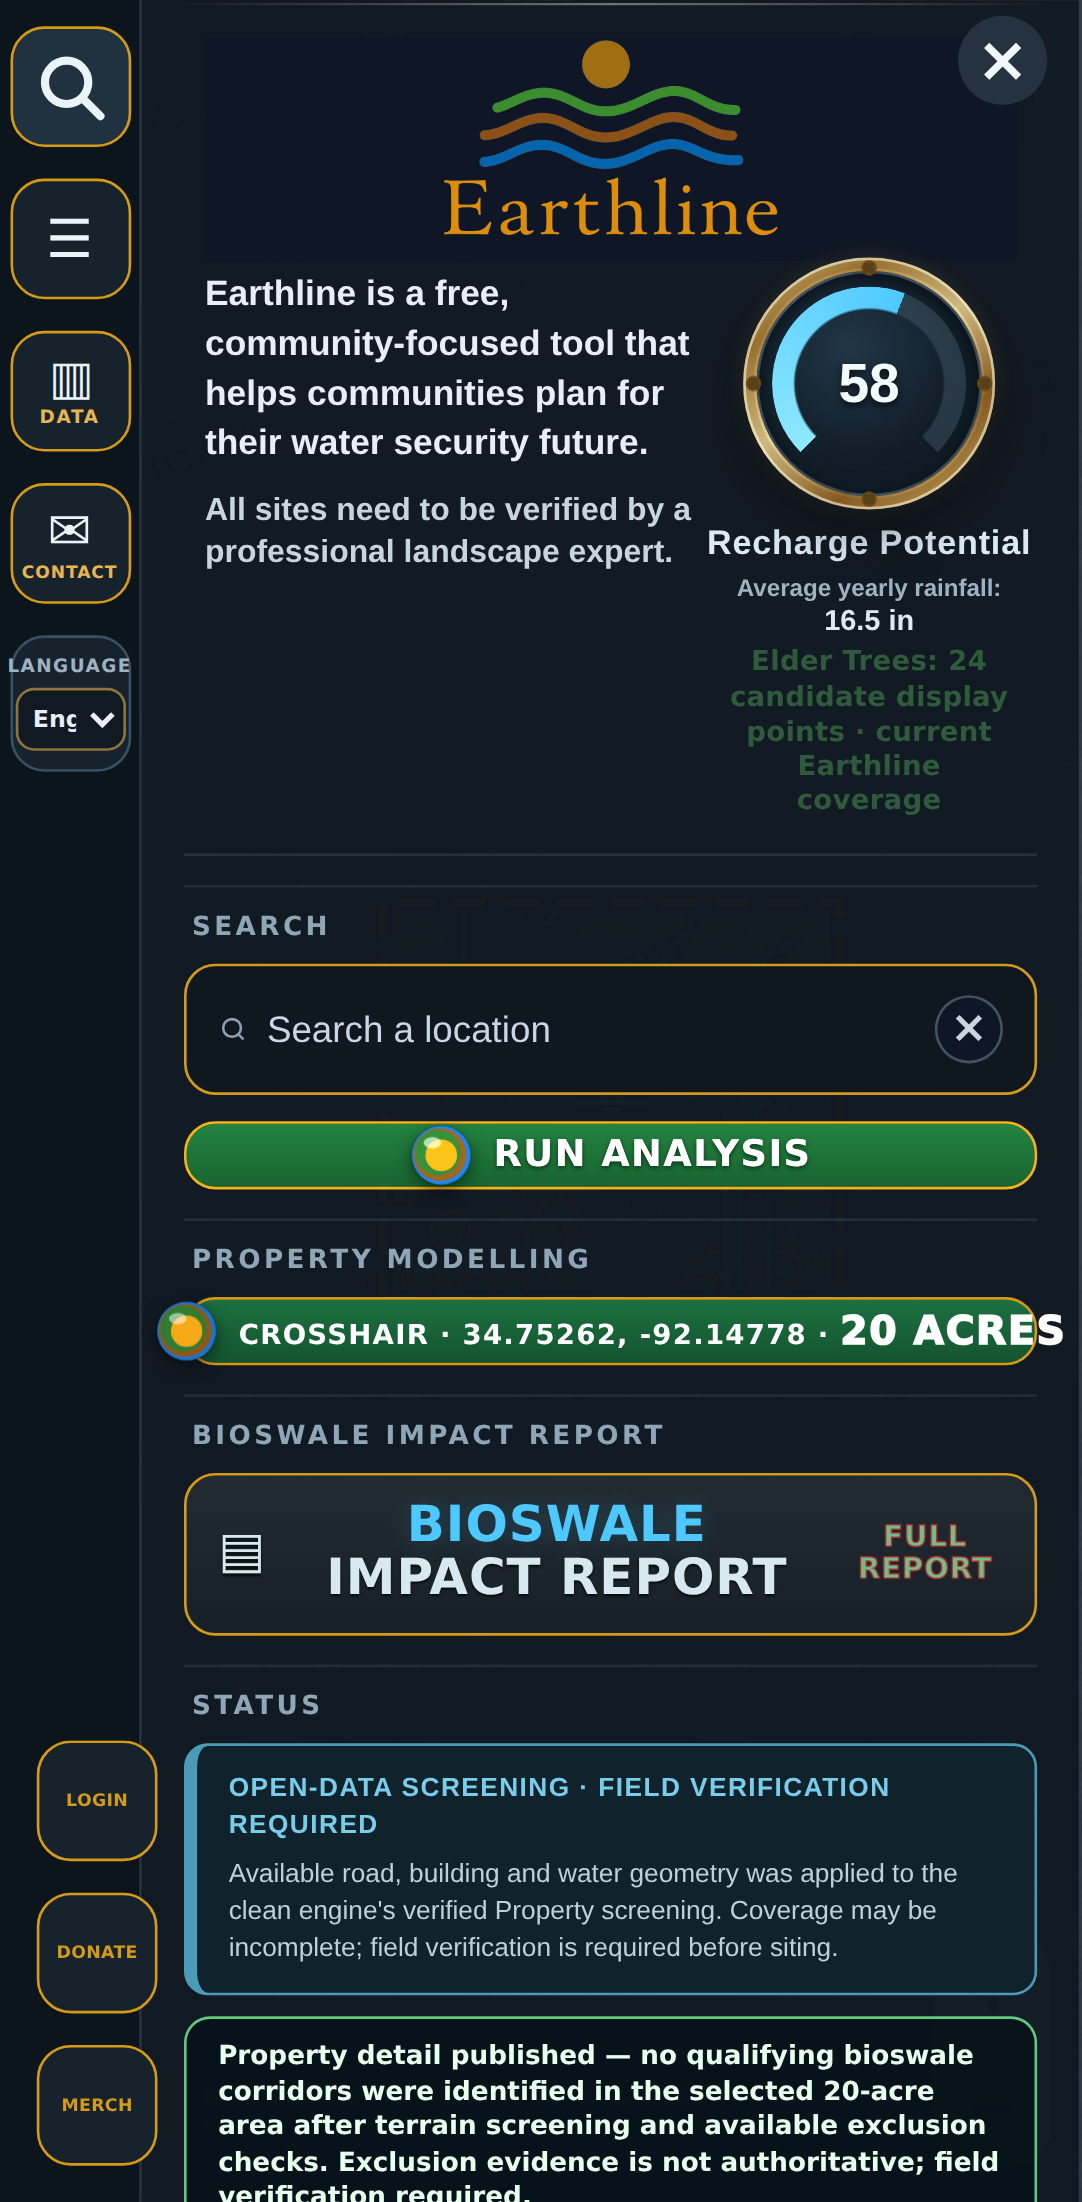 Earthline
Earthline is a free,
community-focused tool that
helps communities plan for
their water security future.
All sites need to be verified by a
professional landscape expert.
58
Recharge Potential
Average yearly rainfall:
16.5 in
Elder Trees: 24
candidate display
points · current
Earthline
coverage
DATA
CONTACT
LANGUAGE
Eng
SEARCH
Search a location
RUN ANALYSIS
PROPERTY MODELLING
CROSSHAIR · 34.75262, -92.14778 · 20 ACRES
BIOSWALE IMPACT REPORT
BIOSWALE
IMPACT REPORT
FULL
REPORT
STATUS
OPEN-DATA SCREENING · FIELD VERIFICATION
REQUIRED
Available road, building and water geometry was applied to the
clean engine's verified Property screening. Coverage may be
incomplete; field verification is required before siting.
LOGIN
DONATE
MERCH
Property detail published — no qualifying bioswale
corridors were identified in the selected 20-acre
area after terrain screening and available exclusion
checks. Exclusion evidence is not authoritative; field
verification required.